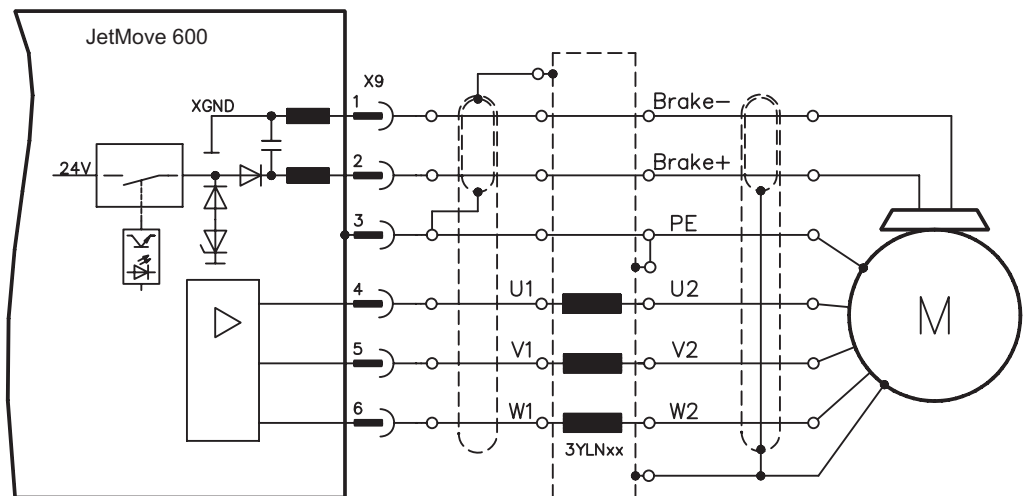 JetMove 600
X9
XGND
1
Brake-
24V
2
Brake+
3
PE
4
U1
U2
M
5
V1
V2
6
W1
W2
3YLNxx